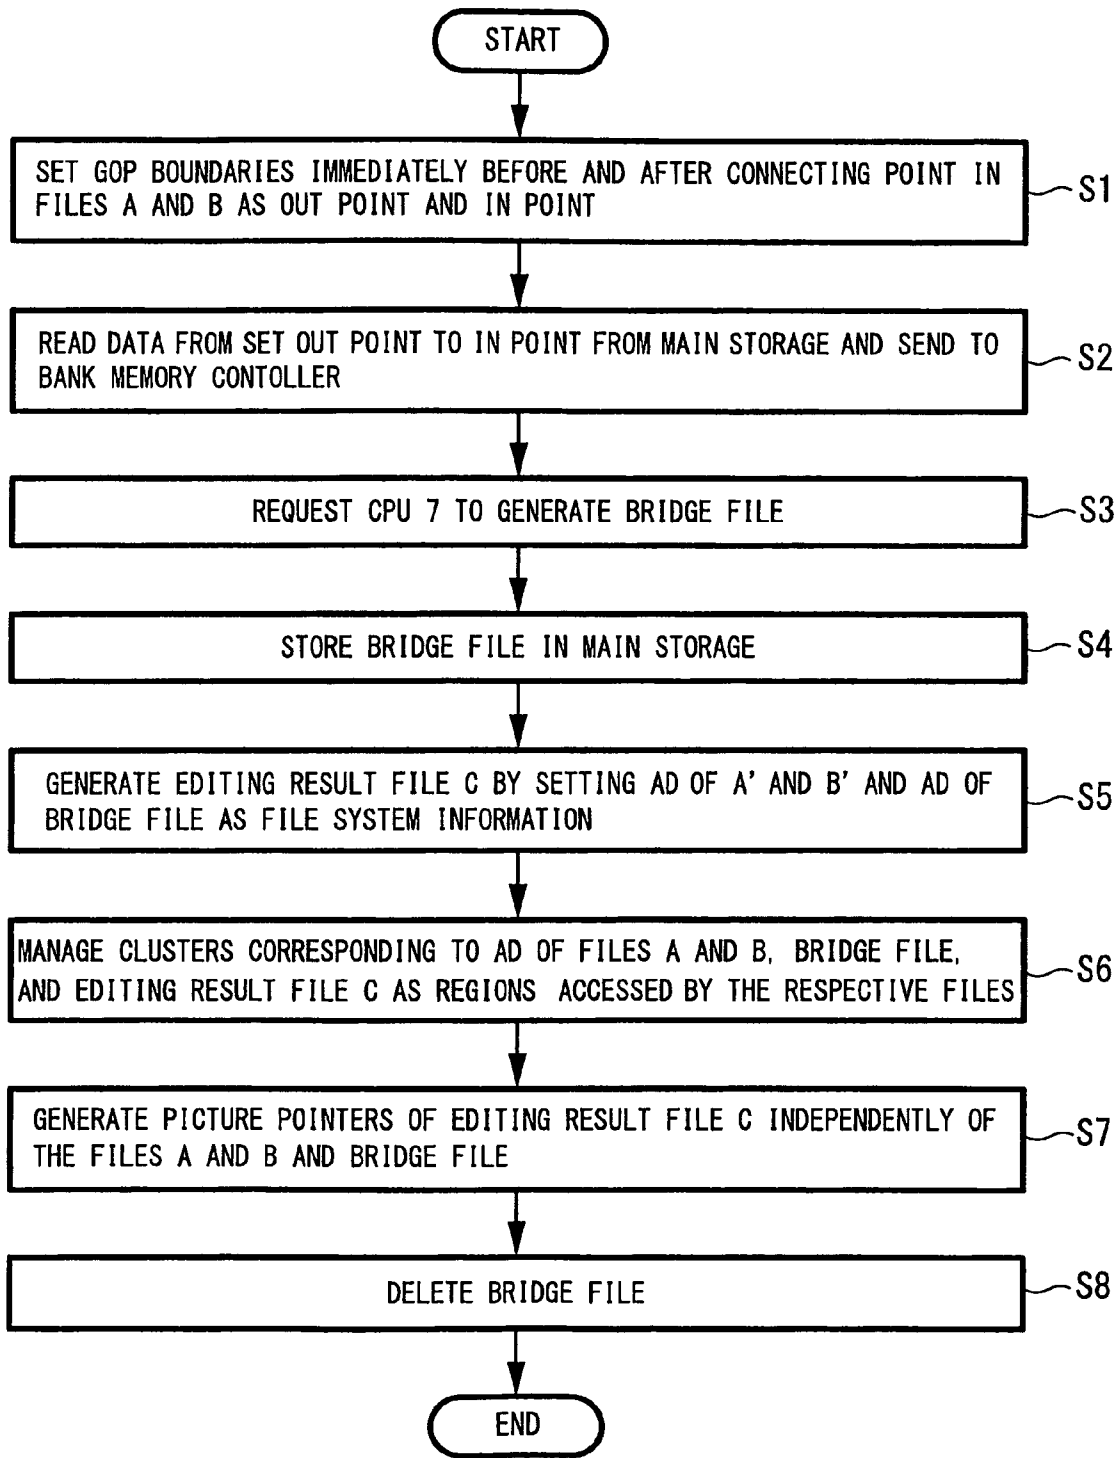 START
SET GOP BOUNDARIES IMMEDIATELY BEFORE AND AFTER CONNECTING POINT IN
FILES A AND B AS OUT POINT AND IN POINT
S1
READ DATA FROM SET OUT POINT TO IN POINT FROM MAIN STORAGE AND SEND TO
BANK MEMORY CONTOLLER
S2
REQUEST CPU 7 TO GENERATE BRIDGE FILE
S3
STORE BRIDGE FILE IN MAIN STORAGE
S4
GENERATE EDITING RESULT FILE C BY SETTING AD OF A' AND B' AND AD OF
BRIDGE FILE AS FILE SYSTEM INFORMATION
S5
MANAGE CLUSTERS CORRESPONDING TO AD OF FILES A AND B, BRIDGE FILE,
AND EDITING RESULT FILE C AS REGIONS ACCESSED BY THE RESPECTIVE FILES
S6
GENERATE PICTURE POINTERS OF EDITING RESULT FILE C INDEPENDENTLY OF
THE FILES A AND B AND BRIDGE FILE
S7
DELETE BRIDGE FILE
S8
END